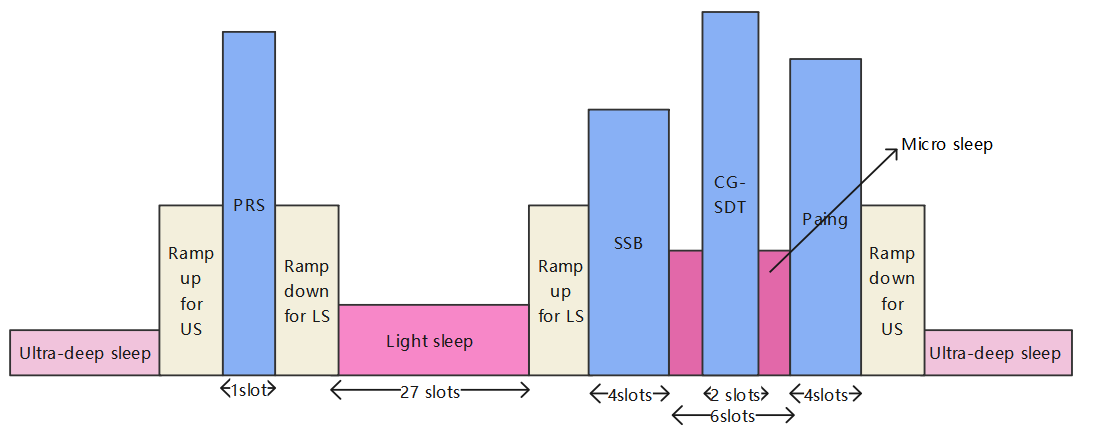 Ultra-deep sleep
Ramp
up
for
US
PRS
Ramp
down
for LS
Light sleep
Ramp
up
for LS
SSB
CG-
SDT
Paing
Micro sleep
Ramp
down
for
US
Ultra-deep sleep
1slot
27 slots
4slots
2 slots
4slots
6slots